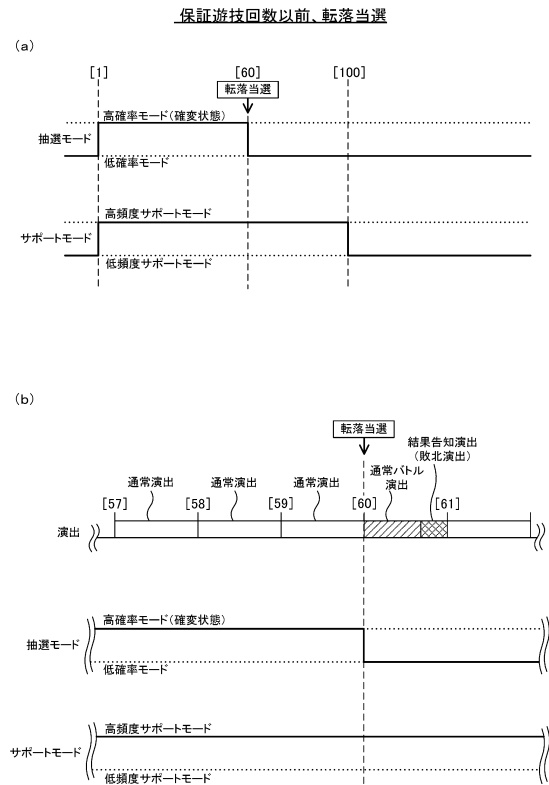 保証遊技回数以前、転落当選
(a)
[1] [60] [100]
転落当選
高確率モード(確変状態)
抽選モード
低確率モード
高頻度サポートモード
サポートモード
低頻度サポートモード
(b)
転落当選
結果告知演出
(敗北演出)
通常バトル
演出
通常演出 通常演出 通常演出
[57] [58] [59] [60] [61]
演出
高確率モード(確変状態)
抽選モード
低確率モード
高頻度サポートモード
サポートモード
低頻度サポートモード